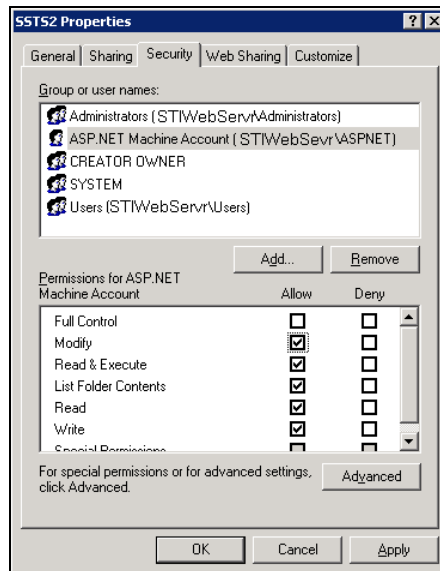 SSTS2 Properties
General Sharing Security Web Sharing Customize
Group or user names:
Administrators (STIWebServr\Administrators)
ASP.NET Machine Account (STIWebSevr\ASPNET)
CREATOR OWNER
SYSTEM
Users (STIWebServr\Users)
Add... Remove
Permissions for ASP.NET
Machine Account Allow Deny
Full Control
Modify
Read & Execute
List Folder Contents
Read
Write
Special Permissions
For special permissions or for advanced settings,
click Advanced.
Advanced
OK Cancel Apply